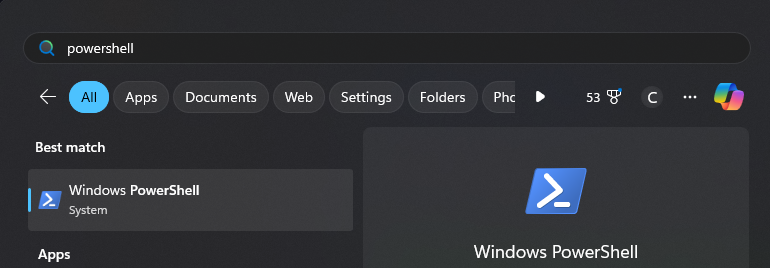 powershell
All Apps Documents Web Settings Folders Pho 53 C ...
Best match
Windows PowerShell
System
Windows PowerShell
Apps